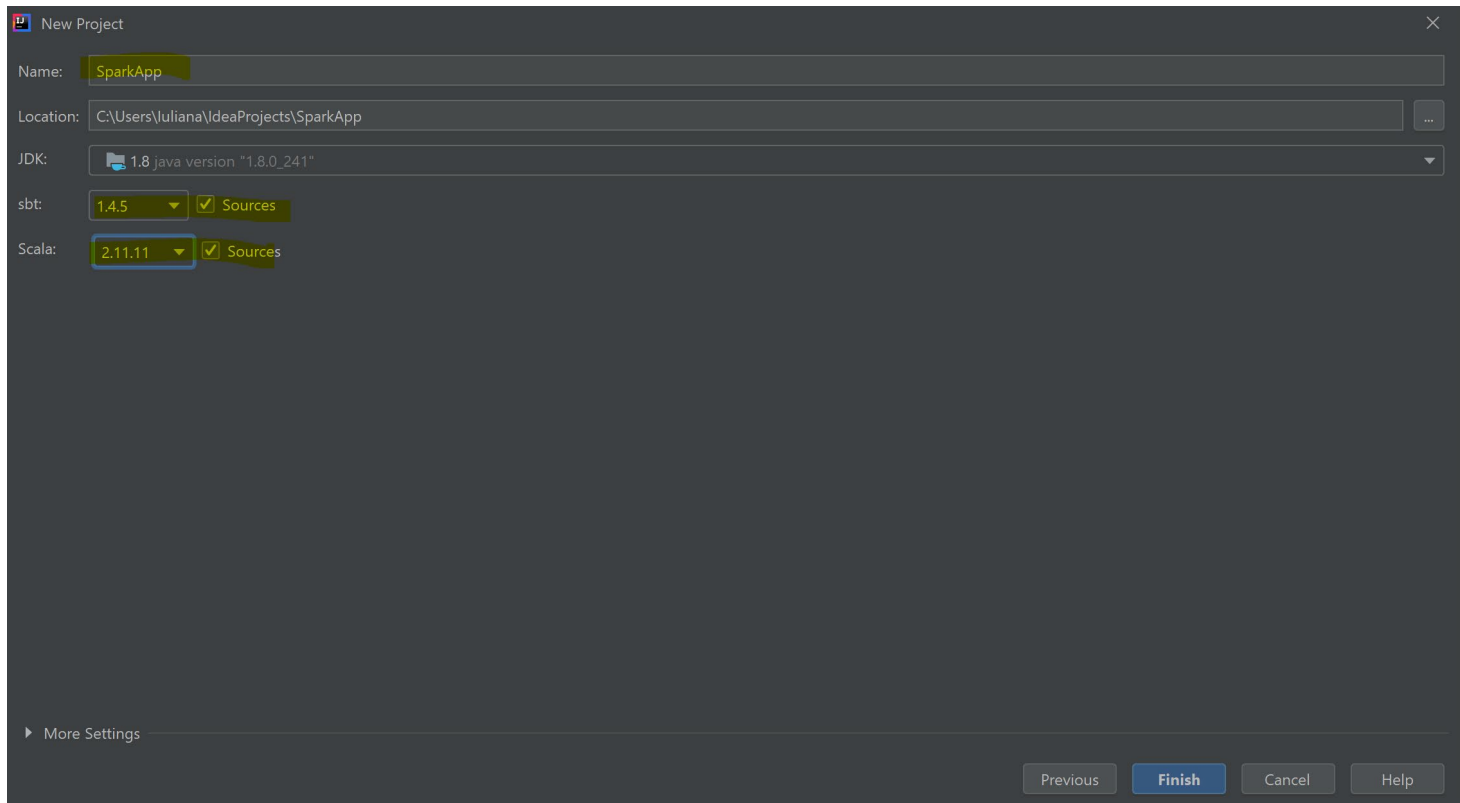 New Project
Name: SparkApp
Location: C:\Users\Iuliana\IdeaProjects\SparkApp ...
JDK: 1.8 java version "1.8.0_241"
sbt: 1.4.5 Sources
Scala: 2.11.11 Sources
More Settings
Previous Finish Cancel Help